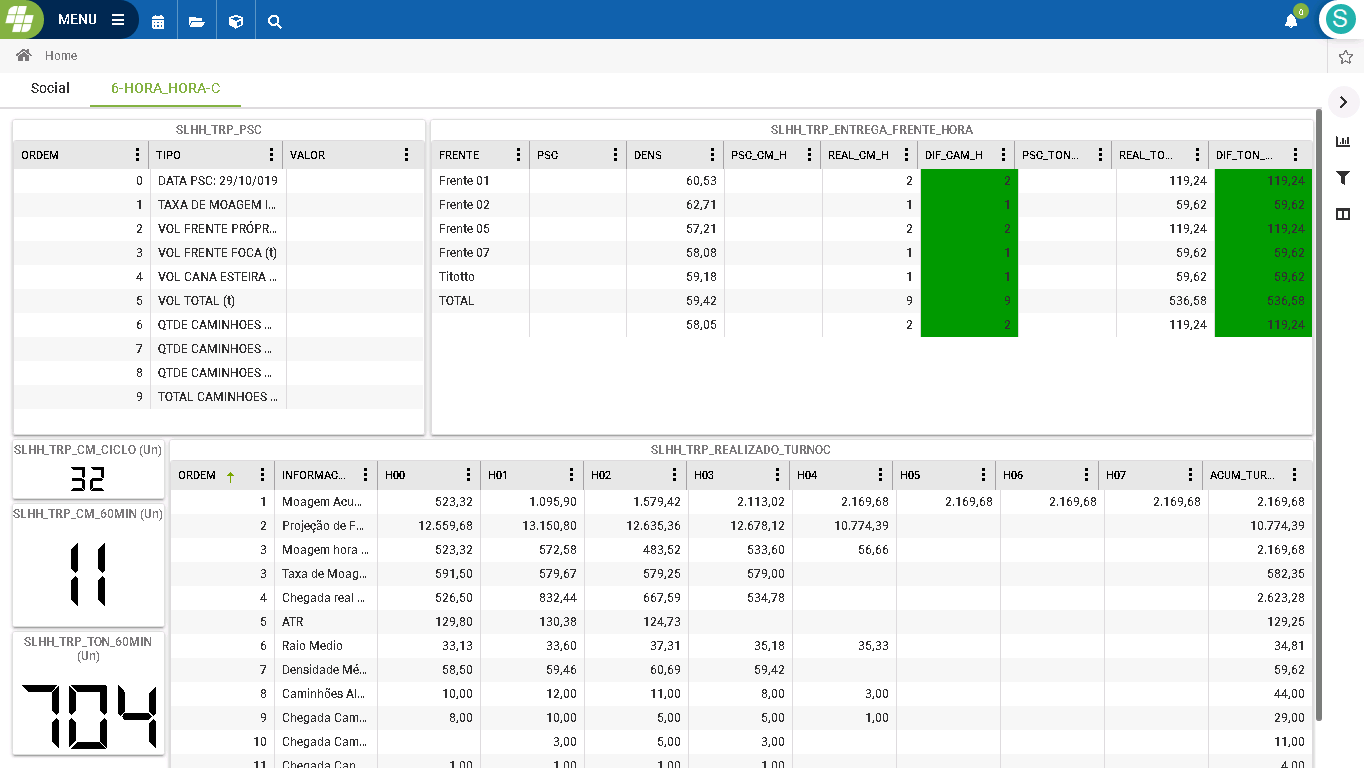 MENU
0
S
Home
Social 6-HORA_HORA-C
SLHH_TRP_PSC
ORDEM TIPO VALOR
0 DATA PSC: 29/10/019
1 TAXA DE MOAGEM I...
2 VOL FRENTE PRÓPR...
3 VOL FRENTE FOCA (t)
4 VOL CANA ESTEIRA ...
5 VOL TOTAL (t)
6 QTDE CAMINHOES ...
7 QTDE CAMINHOES ...
8 QTDE CAMINHOES ...
9 TOTAL CAMINHOES ...
SLHH_TRP_ENTREGA_FRENTE_HORA
FRENTE PSC DENS PSC_CM_H REAL_CM_H DIF_CAM_H PSC_TON... REAL_TO... DIF_TON_...
Frente 01 60,53 2 2 119,24 119,24
Frente 02 62,71 1 1 59,62 59,62
Frente 05 57,21 2 2 119,24 119,24
Frente 07 58,08 1 1 59,62 59,62
Titotto 59,18 1 1 59,62 59,62
TOTAL 59,42 9 9 536,58 536,58
58,05 2 2 119,24 119,24
SLHH_TRP_CM_CICLO (Un)
32
SLHH_TRP_CM_60MIN (Un)
11
SLHH_TRP_TON_60MIN
(Un)
704
SLHH_TRP_REALIZADO_TURNOC
ORDEM INFORMAC... H00 H01 H02 H03 H04 H05 H06 H07 ACUM_TUR...
1 Moagem Acu... 523,32 1.095,90 1.579,42 2.113,02 2.169,68 2.169,68 2.169,68 2.169,68 2.169,68
2 Projeção de F... 12.559,68 13.150,80 12.635,36 12.678,12 10.774,39 10.774,39
3 Moagem hora ... 523,32 572,58 483,52 533,60 56,66 2.169,68
3 Taxa de Moag... 591,50 579,67 579,25 579,00 582,35
4 Chegada real ... 526,50 832,44 667,59 534,78 2.623,28
5 ATR 129,80 130,38 124,73 129,25
6 Raio Medio 33,13 33,60 37,31 35,18 35,33 34,81
7 Densidade Mé... 58,50 59,46 60,69 59,42 59,62
8 Caminhões Al... 10,00 12,00 11,00 8,00 3,00 44,00
9 Chegada Cam... 8,00 10,00 5,00 5,00 1,00 29,00
10 Chegada Cam... 3,00 5,00 3,00 11,00
11 Chegada Can... 1,00 1,00 1,00 1,00 4,00